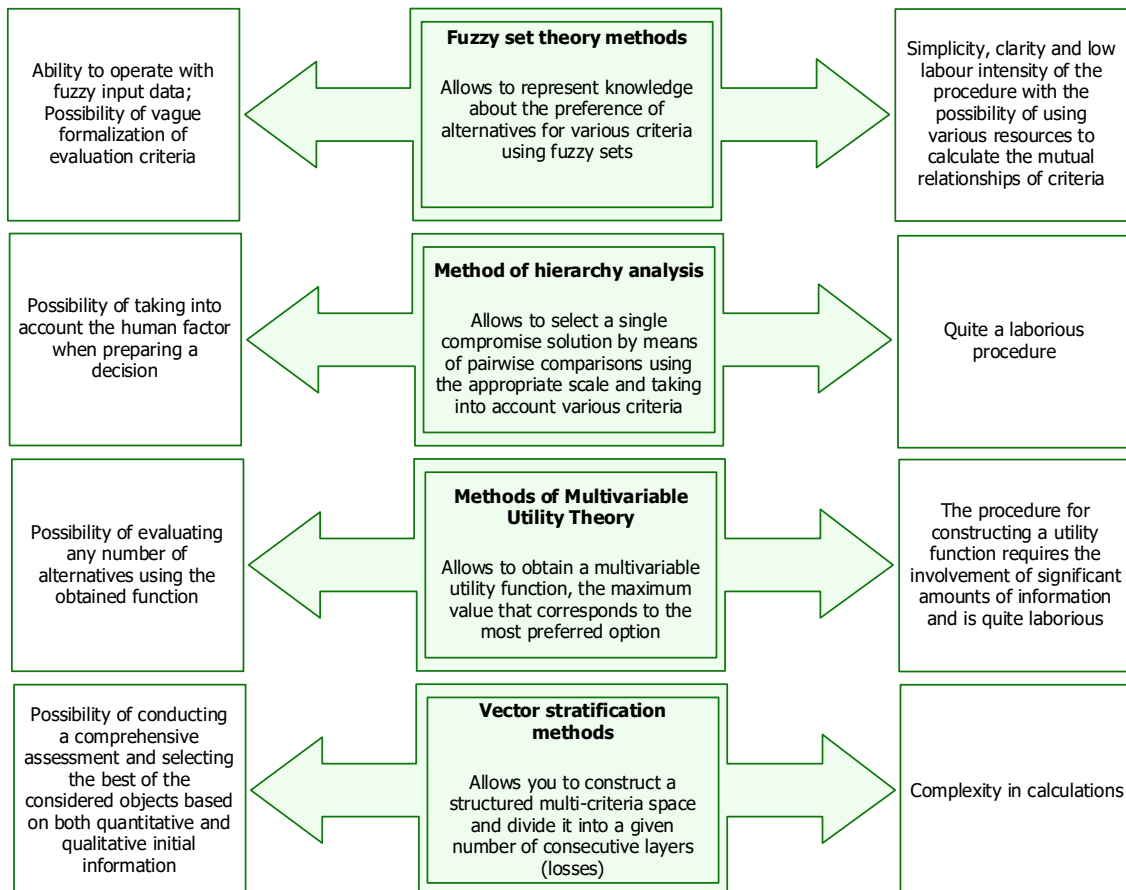 Ability to operate with
fuzzy input data;
Possibility of vague
formalization of
evaluation criteria
Fuzzy set theory methods
Allows to represent knowledge
about the preference of
alternatives for various criteria
using fuzzy sets
Simplicity, clarity and low
labour intensity of the
procedure with the
possibility of using
various resources to
calculate the mutual
relationships of criteria
Possibility of taking into
account the human factor
when preparing a
decision
Method of hierarchy analysis
Allows to select a single
compromise solution by means
of pairwise comparisons using
the appropriate scale and taking
into account various criteria
Quite a laborious
procedure
Possibility of evaluating
any number of
alternatives using the
obtained function
Methods of Multivariable
Utility Theory
Allows to obtain a multivariable
utility function, the maximum
value that corresponds to the
most preferred option
The procedure for
constructing a utility
function requires the
involvement of significant
amounts of information
and is quite laborious
Possibility of conducting
a comprehensive
assessment and selecting
the best of the
considered objects based
on both quantitative and
qualitative initial
information
Vector stratification
methods
Allows you to construct a
structured multi-criteria space
and divide it into a given
number of consecutive layers
(losses)
Complexity in calculations